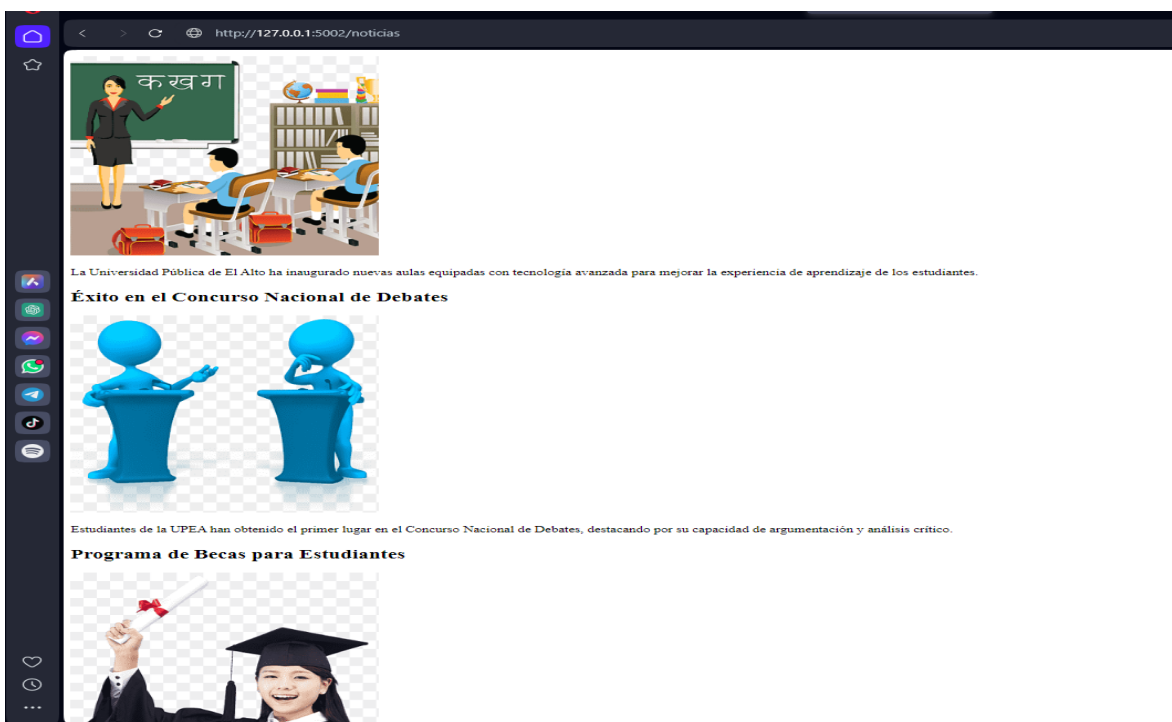 http://127.0.0.1:5002/noticias
क ख ग
La Universidad Pública de El Alto ha inaugurado nuevas aulas equipadas con tecnología avanzada para mejorar la experiencia de aprendizaje de los estudiantes.
Éxito en el Concurso Nacional de Debates
Estudiantes de la UPEA han obtenido el primer lugar en el Concurso Nacional de Debates, destacando por su capacidad de argumentación y análisis crítico.
Programa de Becas para Estudiantes